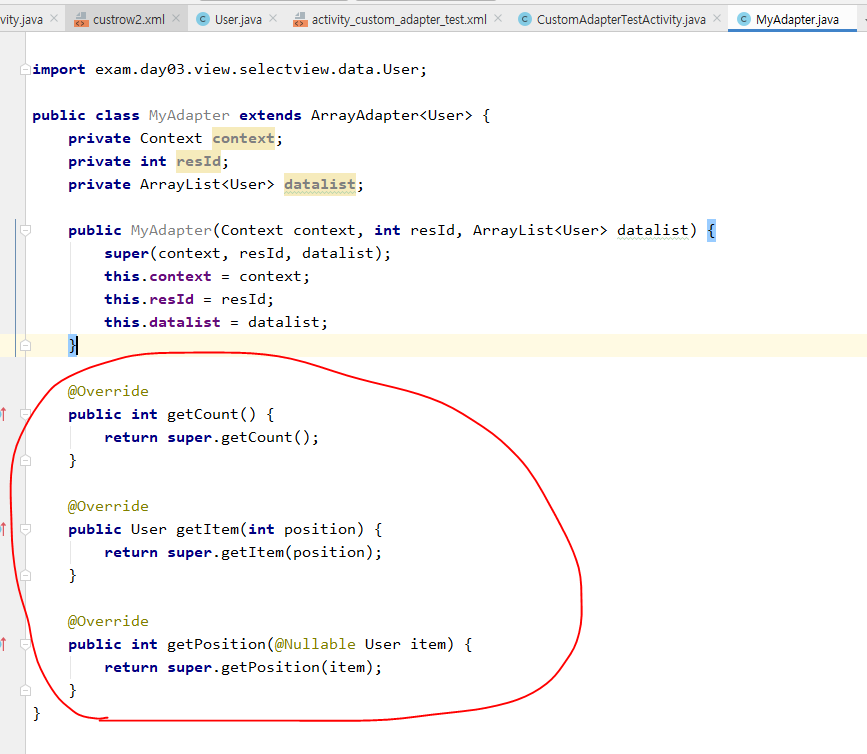 vity.java custrow2.xml User.java activity_custom_adapter_test.xml CustomAdapterTestActivity.java MyAdapter.java
import exam.day03.view.selectview.data.User;
public class MyAdapter extends ArrayAdapter<User> {
private Context context;
private int resId;
private ArrayList<User> datalist;
public MyAdapter(Context context, int resId, ArrayList<User> datalist) {
super(context, resId, datalist);
this.context = context;
this.resId = resId;
this.datalist = datalist;
}
@Override
public int getCount() {
return super.getCount();
}
@Override
public User getItem(int position) {
return super.getItem(position);
}
@Override
public int getPosition(@Nullable User item) {
return super.getPosition(item);
}
}